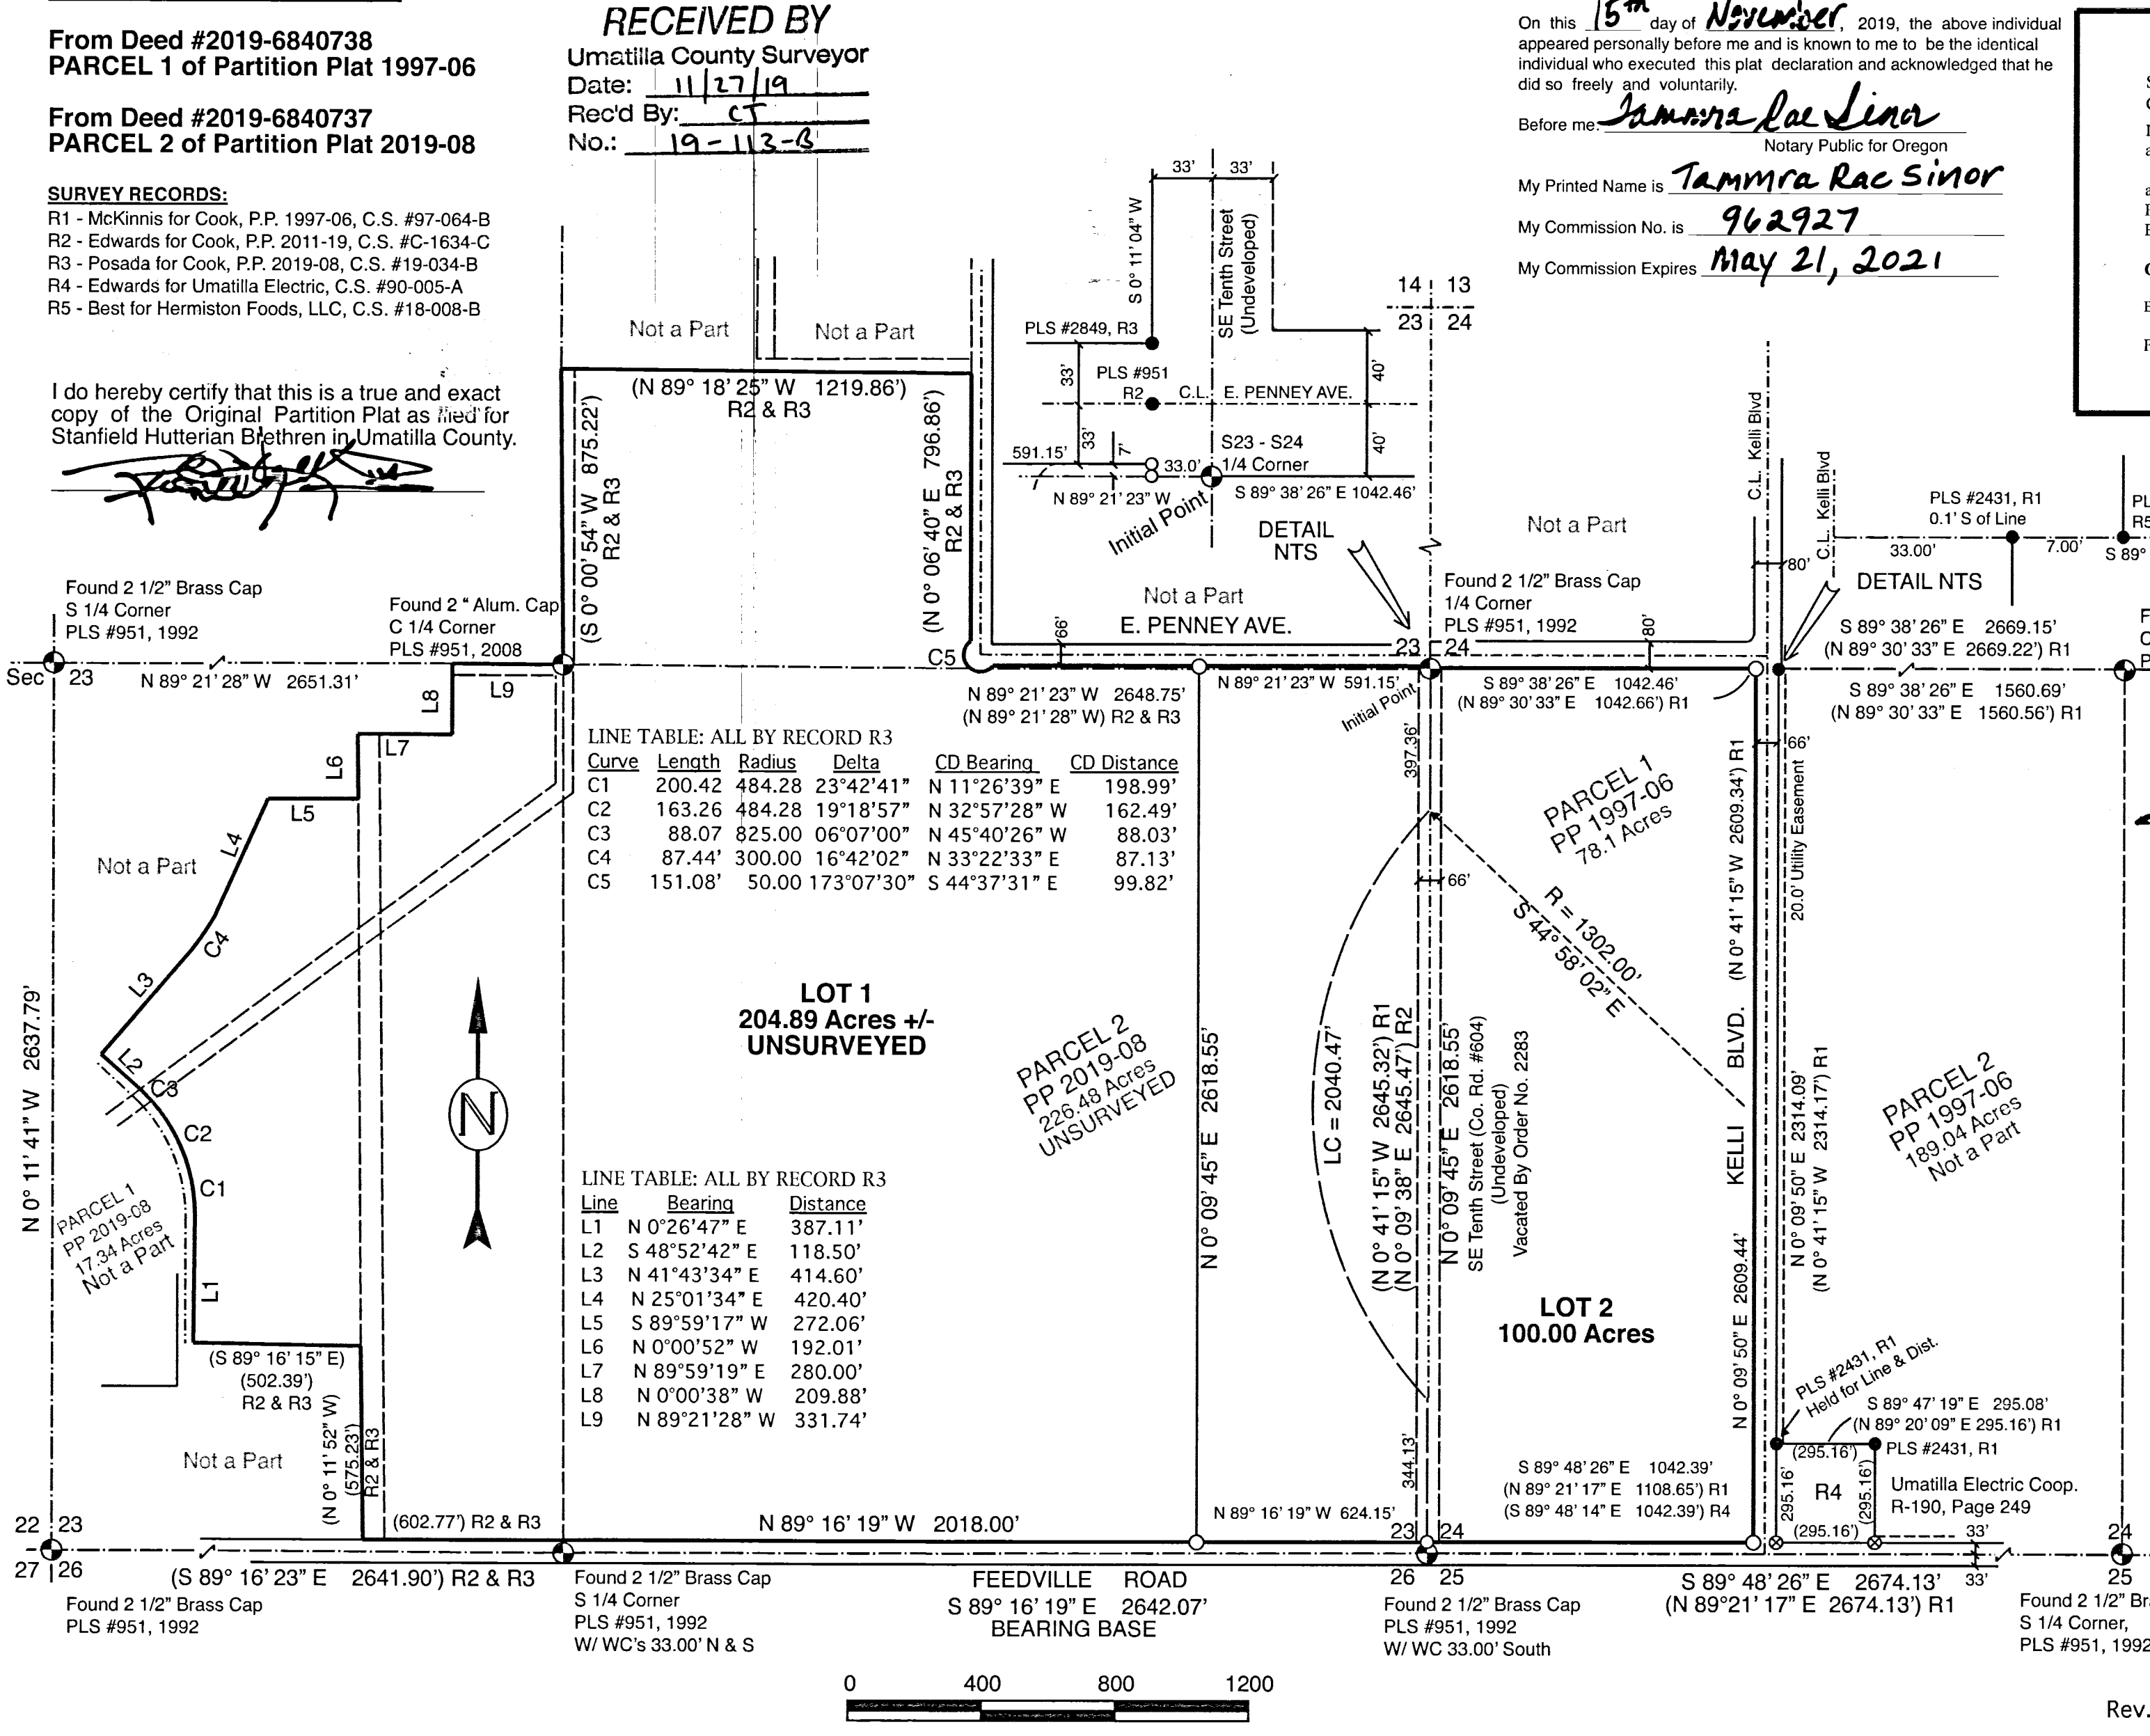 From Deed #2019-6840738
PARCEL 1 of Partition Plat 1997-06
From Deed #2019-6840737
PARCEL 2 of Partition Plat 2019-08
SURVEY RECORDS:
R1 - McKinnis for Cook, P.P. 1997-06, C.S. #97-064-B
R2 - Edwards for Cook, P.P. 2011-19, C.S. #C-1634-C
R3 - Posada for Cook, P.P. 2019-08, C.S. #19-034-B
R4 - Edwards for Umatilla Electric, C.S. #90-005-A
R5 - Best for Hermiston Foods, LLC, C.S. #18-008-B
I do hereby certify that this is a true and exact
copy of the Original Partition Plat as filed for
Stanfield Hutterian Brethren in Umatilla County.
RECEIVED BY
Umatilla County Surveyor
Date: 11/27/19
Rec'd By: CJ
No.: 19-113-B
On this 15th day of November, 2019, the above individual
appeared personally before me and is known to me to be the identical
individual who executed this plat declaration and acknowledged that he
did so freely and voluntarily.
Before me: Tammra Rae Sinor
Notary Public for Oregon
My Printed Name is Tammra Rae Sinor
My Commission No. is 962927
My Commission Expires May 21, 2021
33' 33'
S 0° 11' 04" W
SE Tenth Street
(Undeveloped)
14 13
23 24
PLS #2849, R3
33'
PLS #951
R2
C.L. E. PENNEY AVE.
40'
33'
7'
40'
591.15'
33.0'
S23 - S24
1/4 Corner
N 89° 21' 23" W
S 89° 38' 26" E 1042.46'
Initial Point
DETAIL
NTS
Not a Part
Not a Part
(N 89° 18' 25" W 1219.86')
R2 & R3
(S 0° 00' 54" W 875.22')
R2 & R3
(N 0° 06' 40" E 796.86')
R2 & R3
Not a Part
C.L. Kelli Blvd
C.L. Kelli Blvd
80'
PLS #2431, R1
0.1' S of Line
33.00'
7.00'
S 89°
R5
DETAIL NTS
Found 2 1/2" Brass Cap
S 1/4 Corner
PLS #951, 1992
Found 2 " Alum. Cap
C 1/4 Corner
PLS #951, 2008
Not a Part
E. PENNEY AVE.
66'
Found 2 1/2" Brass Cap
1/4 Corner
PLS #951, 1992
80'
S 89° 38' 26" E 2669.15'
(N 89° 30' 33" E 2669.22') R1
Sec 23
N 89° 21' 28" W 2651.31'
L8
L9
C5
23 24
N 89° 21' 23" W 2648.75'
(N 89° 21' 28" W) R2 & R3
N 89° 21' 23" W 591.15'
Initial Point
S 89° 38' 26" E 1042.46'
(N 89° 30' 33" E 1042.66') R1
S 89° 38' 26" E 1560.69'
(N 89° 30' 33" E 1560.56') R1
L7
L6
L5
L4
C4
L3
L2
C3
C2
C1
L1
Not a Part
LINE TABLE: ALL BY RECORD R3
Curve Length Radius Delta CD Bearing CD Distance
C1 200.42 484.28 23°42'41" N 11°26'39" E 198.99'
C2 163.26 484.28 19°18'57" N 32°57'28" W 162.49'
C3 88.07 825.00 06°07'00" N 45°40'26" W 88.03'
C4 87.44' 300.00 16°42'02" N 33°22'33" E 87.13'
C5 151.08' 50.00 173°07'30" S 44°37'31" E 99.82'
397.36'
66'
PARCEL 1
PP 1997-06
78.1 Acres
R = 1302.00'
S 44° 58' 02" E
66'
20.0' Utility Easement
(N 0° 41' 15" W 2609.34') R1
KELLI BLVD.
N 0° 09' 50" E 2609.44'
N 0° 09' 50" E 2314.09'
(N 0° 41' 15" W 2314.17') R1
N 0° 11' 41" W 2637.79'
LOT 1
204.89 Acres +/-
UNSURVEYED
N
PARCEL 2
PP 2019-08
226.48 Acres
UNSURVEYED
N 0° 09' 45" E 2618.55'
LC = 2040.47'
(N 0° 41' 15" W 2645.32') R1
(N 0° 09' 38" E 2645.47') R2
N 0° 09' 45" E 2618.55'
SE Tenth Street (Co. Rd. #604)
(Undeveloped)
Vacated By Order No. 2283
PARCEL 2
PP 1997-06
189.04 Acres
Not a Part
PARCEL 1
PP 2019-08
17.34 Acres
Not a Part
LINE TABLE: ALL BY RECORD R3
Line Bearing Distance
L1 N 0°26'47" E 387.11'
L2 S 48°52'42" E 118.50'
L3 N 41°43'34" E 414.60'
L4 N 25°01'34" E 420.40'
L5 S 89°59'17" W 272.06'
L6 N 0°00'52" W 192.01'
L7 N 89°59'19" E 280.00'
L8 N 0°00'38" W 209.88'
L9 N 89°21'28" W 331.74'
LOT 2
100.00 Acres
(S 89° 16' 15" E)
(502.39')
R2 & R3
Not a Part
(N 0° 11' 52" W)
(575.23')
R2 & R3
PLS #2431, R1
Held for Line & Dist.
S 89° 47' 19" E 295.08'
(N 89° 20' 09" E 295.16') R1
(295.16')
PLS #2431, R1
295.16'
R4
(295.16')
Umatilla Electric Coop.
R-190, Page 249
(295.16')
33'
33'
344.13'
S 89° 48' 26" E 1042.39'
(N 89° 21' 17" E 1108.65') R1
(S 89° 48' 14" E 1042.39') R4
22 23
27 26
(602.77') R2 & R3
N 89° 16' 19" W 2018.00'
N 89° 16' 19" W 624.15'
23 24
26 25
24
25
(S 89° 16' 23" E 2641.90') R2 & R3
Found 2 1/2" Brass Cap
PLS #951, 1992
Found 2 1/2" Brass Cap
S 1/4 Corner
PLS #951, 1992
W/ WC's 33.00' N & S
FEEDVILLE ROAD
S 89° 16' 19" E 2642.07'
BEARING BASE
Found 2 1/2" Brass Cap
PLS #951, 1992
W/ WC 33.00' South
S 89° 48' 26" E 2674.13'
(N 89°21' 17" E 2674.13') R1
Found 2 1/2" Br
S 1/4 Corner,
PLS #951, 1992
0 400 800 1200
Rev.